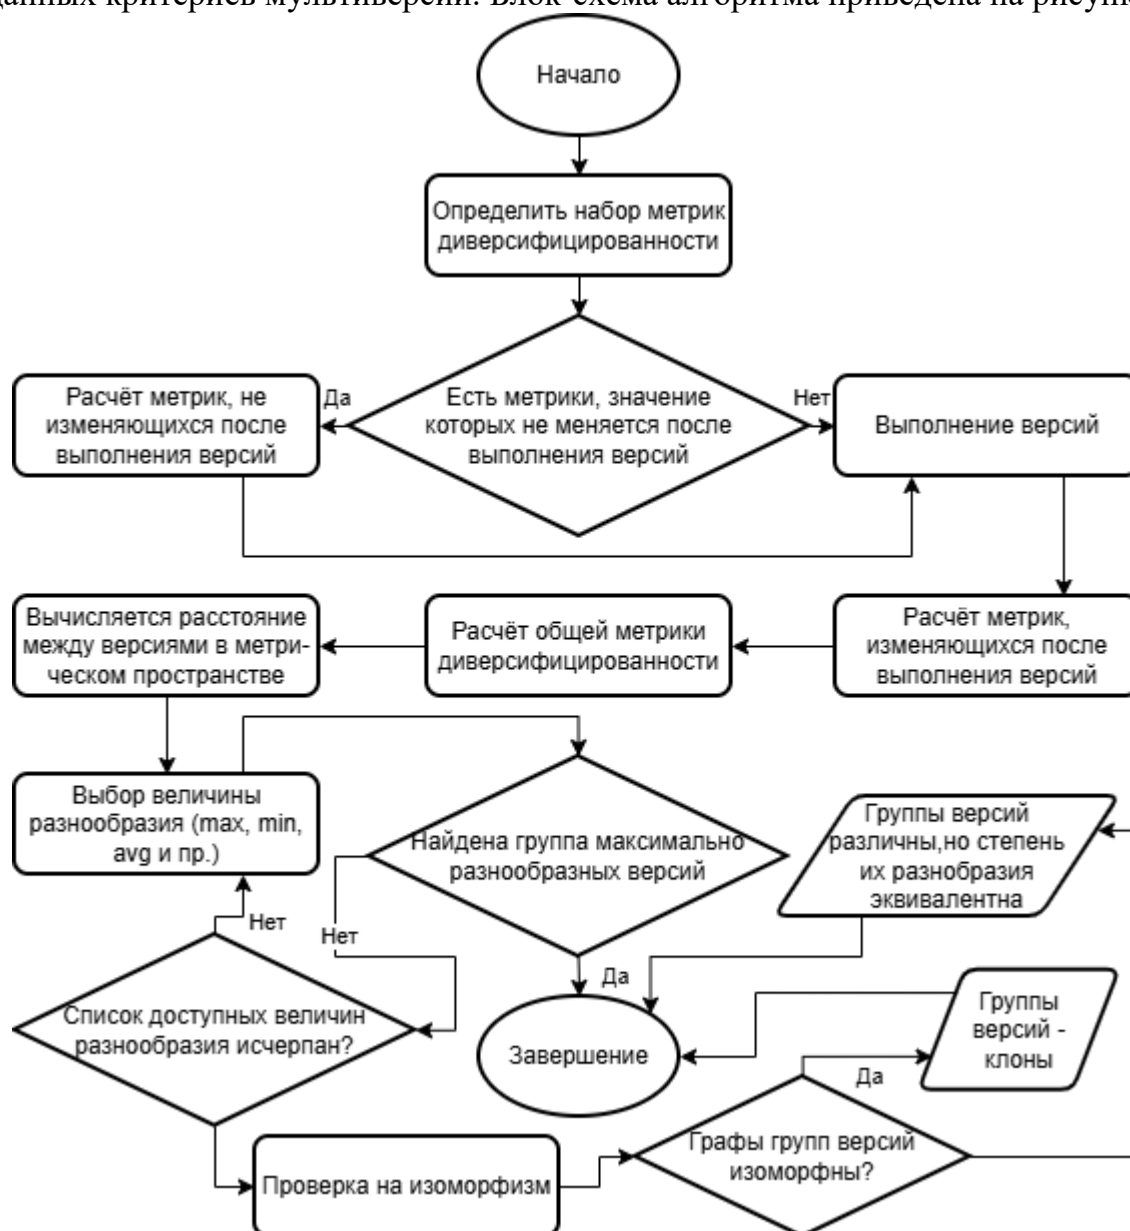 данных критериев мультиверсий. Блок-схема алгоритма приведена на рисунк
Начало
Определить набор метрик
диверсифицированности
Есть метрики, значение
которых не меняется после
выполнения версий
Да
Нет
Расчёт метрик, не
изменяющихся после
выполнения версий
Выполнение версий
Вычисляется расстояние
между версиями в метри-
ческом пространстве
Расчёт общей метрики
диверсифицированности
Расчёт метрик,
изменяющихся после
выполнения версий
Выбор величины
разнообразия (max, min,
avg и пр.)
Найдена группа максимально
разнообразных версий
Группы версий
различны,но степень
их разнобразия
эквивалентна
Нет
Нет
Да
Список доступных величин
разнообразия исчерпан?
Завершение
Группы
версий -
клоны
Да
Проверка на изоморфизм
Графы групп версий
изоморфны?